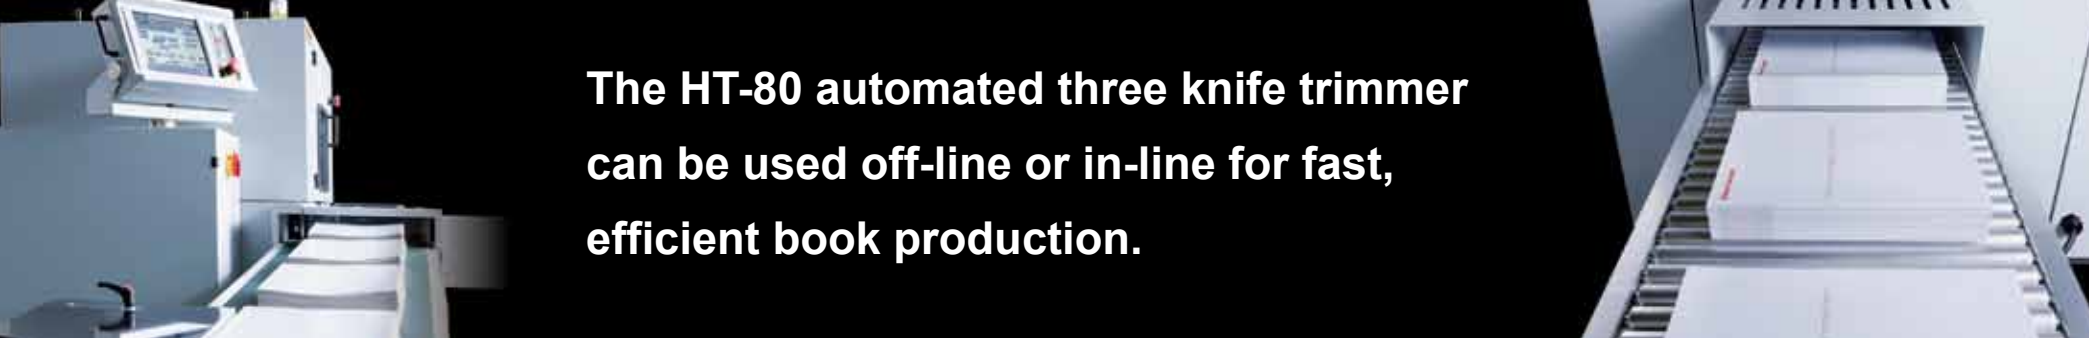 The HT-80 automated three knife trimmer
can be used off-line or in-line for fast,
efficient book production.